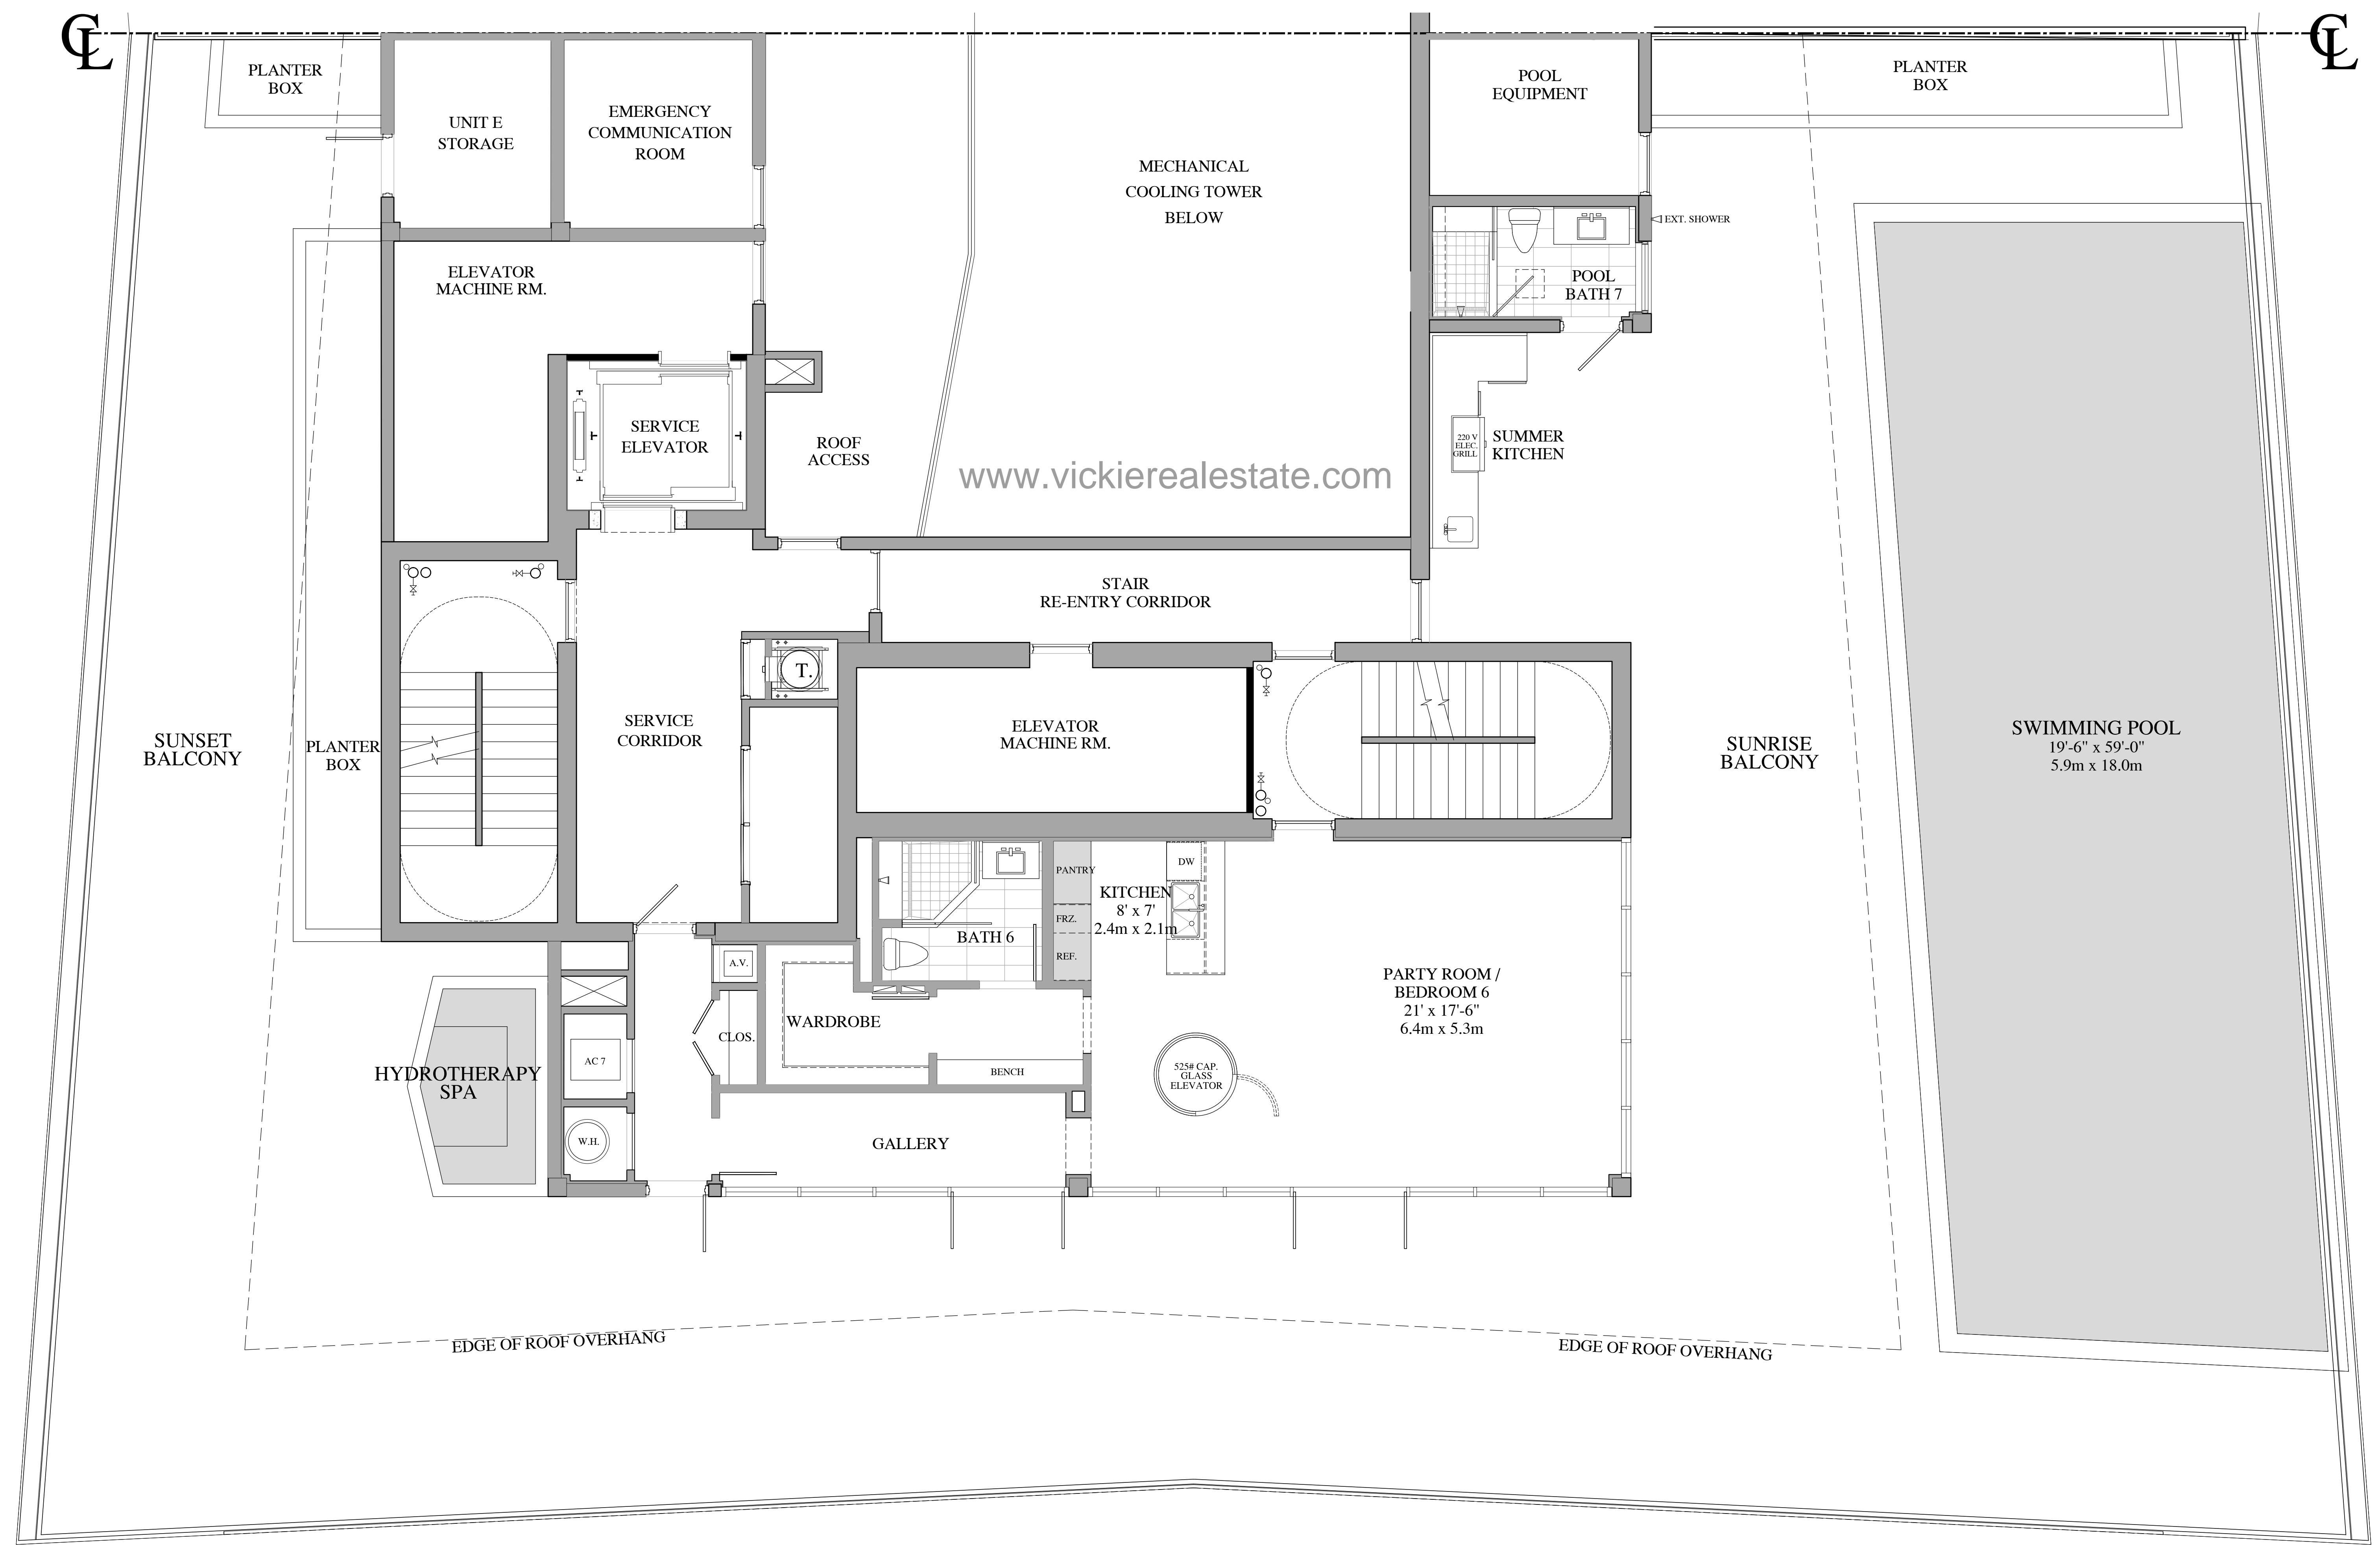 CL
CL
PLANTER
BOX
UNIT E
STORAGE
EMERGENCY
COMMUNICATION
ROOM
MECHANICAL
COOLING TOWER
BELOW
POOL
EQUIPMENT
PLANTER
BOX
EXT. SHOWER
POOL
BATH 7
ELEVATOR
MACHINE RM.
SERVICE
ELEVATOR
ROOF
ACCESS
www.vickierealestate.com
220 V
ELEC.
GRILL
SUMMER
KITCHEN
STAIR
RE-ENTRY CORRIDOR
T.
SUNSET
BALCONY
PLANTER
BOX
SERVICE
CORRIDOR
ELEVATOR
MACHINE RM.
SUNRISE
BALCONY
SWIMMING POOL
19'-6" x 59'-0"
5.9m x 18.0m
PANTRY
FRZ.
REF.
KITCHEN
8' x 7'
2.4m x 2.1m
DW
BATH 6
A.V.
CLOS.
WARDROBE
BENCH
PARTY ROOM /
BEDROOM 6
21' x 17'-6"
6.4m x 5.3m
525# CAP.
GLASS
ELEVATOR
HYDROTHERAPY
SPA
AC 7
W.H.
GALLERY
EDGE OF ROOF OVERHANG
EDGE OF ROOF OVERHANG